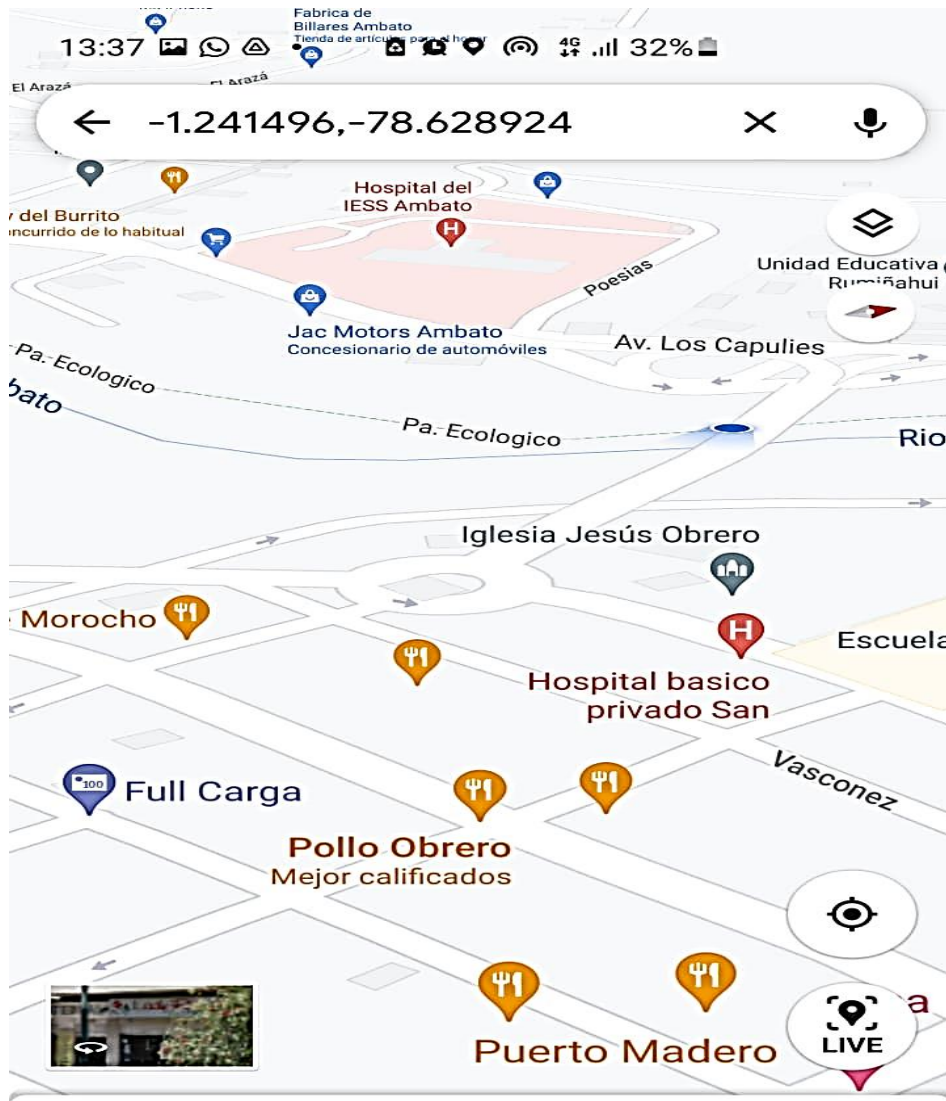 Fabrica de
Billares Ambato
Tienda de artículos para el hogar
13:37
4G
32%
El Arazá
El Arazá
-1.241496,-78.628924
Hospital del
IESS Ambato
del Burrito
oncurrido de lo habitual
Poesias
Unidad Educativa
Rumiñahui
Jac Motors Ambato
Concesionario de automóviles
Av. Los Capulies
Pa. Ecologico
bato
Pa. Ecologico
Rio
Iglesia Jesús Obrero
Morocho
Escuela
Hospital basico
privado San
Vasconez
100
Full Carga
Pollo Obrero
Mejor calificados
a
LIVE
Puerto Madero